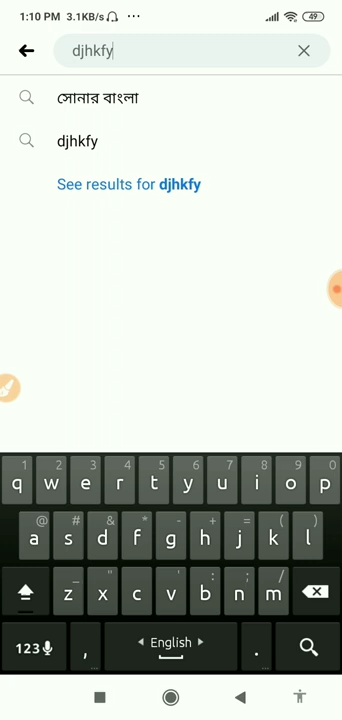 1:10 PM 3.1KB/s ... 49
djhkfy
সোনার বাংলা
djhkfy
See results for djhkfy
1 2 3 4 5 6 7 8 9 0
q w e r t y u i o p
@ # & * - + = ( )
a s d f g h j k l
_ " ' : ; /
z x c v b n m
123 , English .